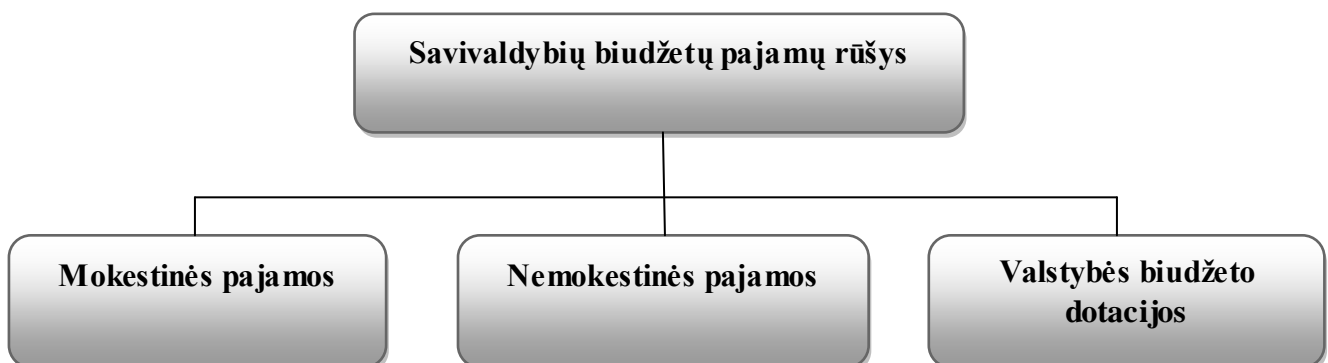 Savivaldybių biudžetų pajamų rūšys
Mokestinės pajamos
Nemokestinės pajamos
Valstybės biudžeto
dotacijos